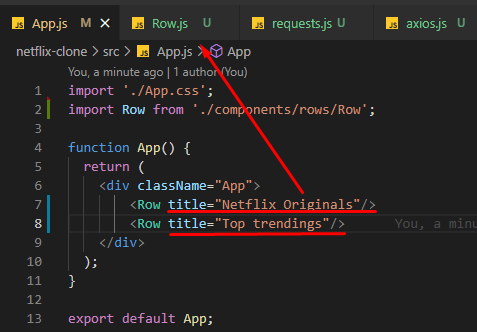 JS App.js M × JS Row.js U JS requests.js U JS axios.js U
netflix-clone > src > JS App.js > App
You, a minute ago | 1 author (You)
1 import './App.css';
2 import Row from './components/rows/Row';
3
4 function App() {
5 return (
6 <div className="App">
7 <Row title="Netflix Originals"/>
8 <Row title="Top trendings"/> You, a minu
9 </div>
10 );
11 }
12
13 export default App;